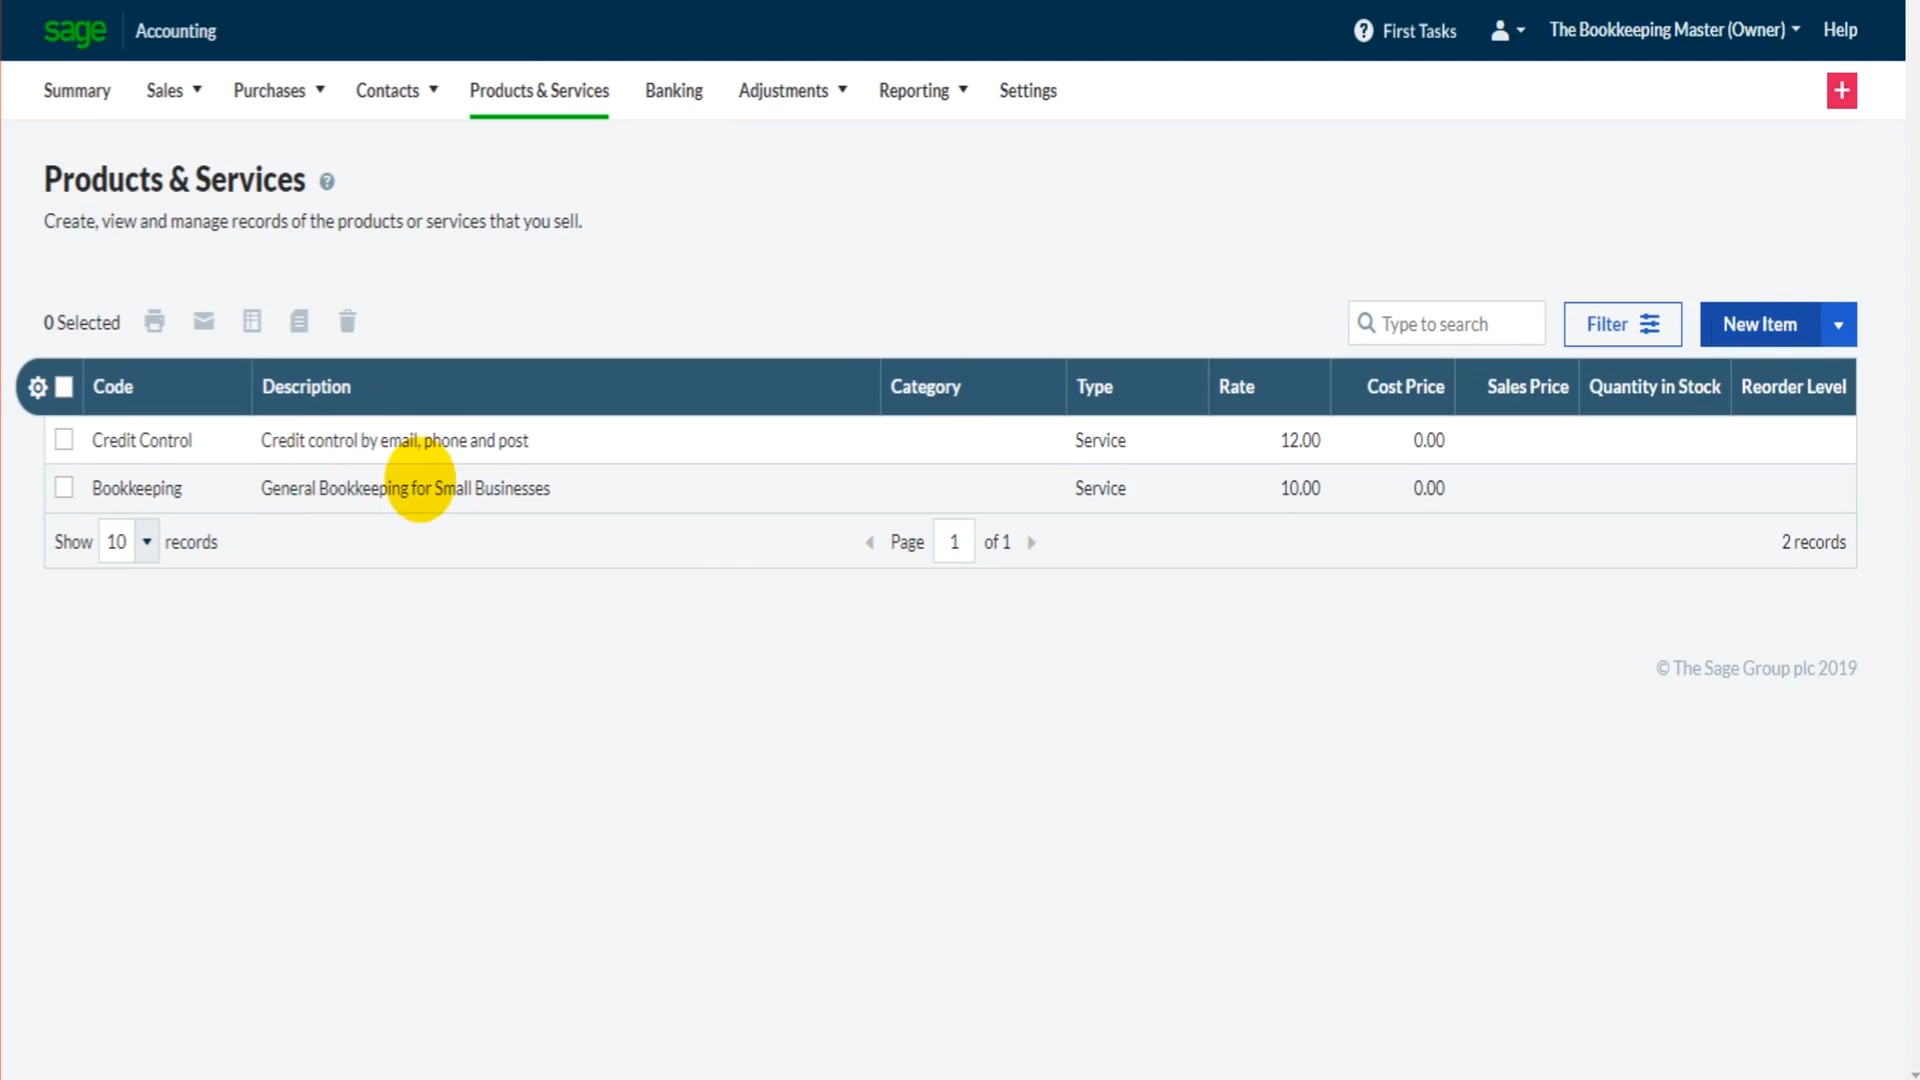 sage Accounting First Tasks The Bookkeeping Master (Owner) Help
Summary Sales Purchases Contacts Products & Services Banking Adjustments Reporting Settings +
Products & Services ?
Create, view and manage records of the products or services that you sell.
0 Selected Type to search Filter New Item
Code Description Category Type Rate Cost Price Sales Price Quantity in Stock Reorder Level
Credit Control Credit control by email, phone and post Service 12.00 0.00
Bookkeeping General Bookkeeping for Small Businesses Service 10.00 0.00
Show 10 records Page 1 of 1 2 records
© The Sage Group plc 2019